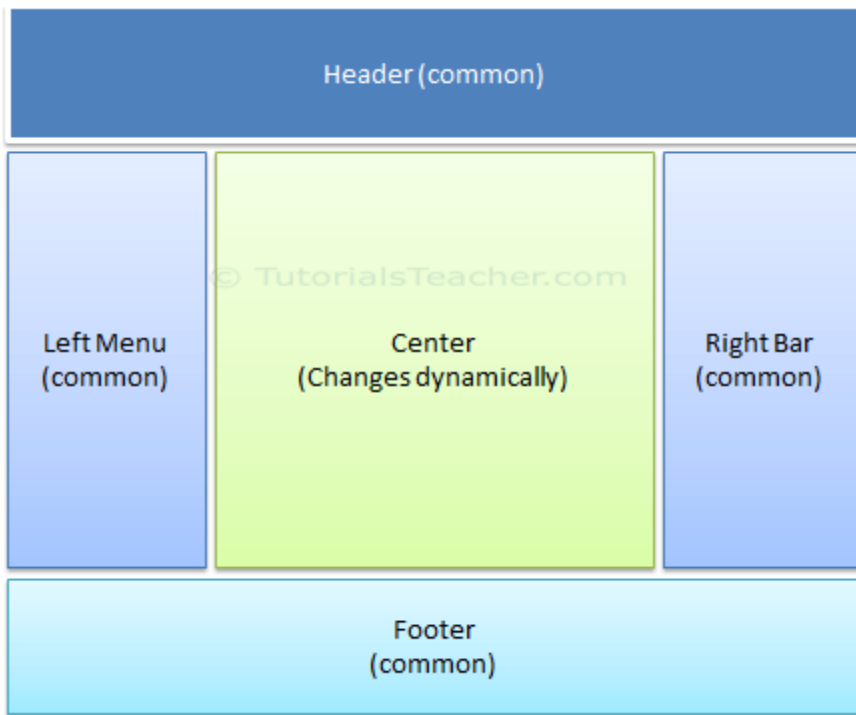 Header (common)
© TutorialsTeacher.com
Left Menu
(common)
Center
(Changes dynamically)
Right Bar
(common)
Footer
(common)